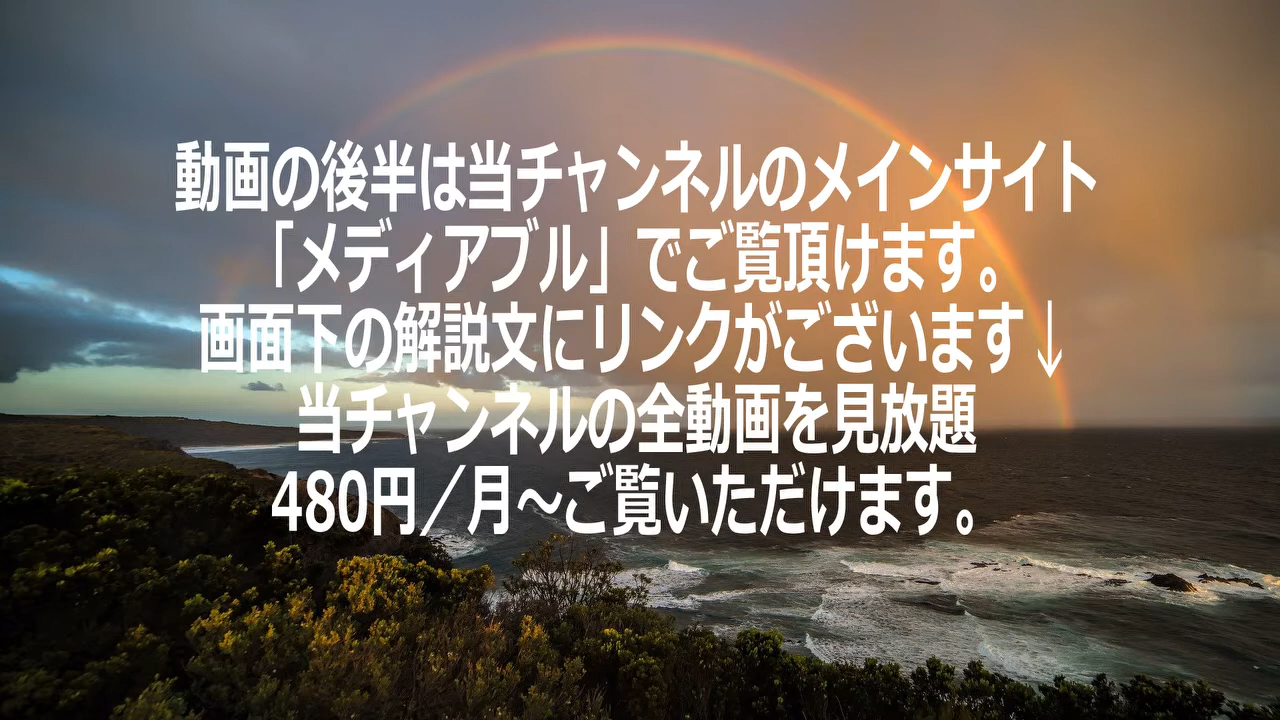 動画の後半は当チャンネルのメインサイト
「メディアブル」でご覧頂けます。
画面下の解説文にリンクがございます↓
当チャンネルの全動画を見放題
480円／月～ご覧いただけます。